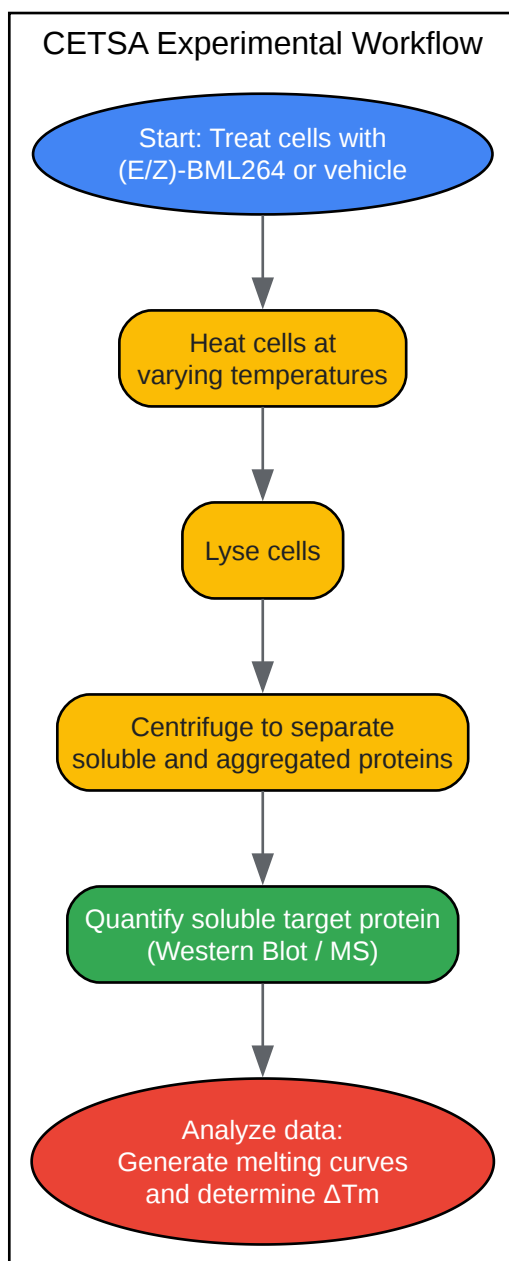 CETSA Experimental Workflow
Start: Treat cells with
(E/Z)-BML264 or vehicle
Heat cells at
varying temperatures
Lyse cells
Centrifuge to separate
soluble and aggregated proteins
Quantify soluble target protein
(Western Blot / MS)
Analyze data:
Generate melting curves
and determine ΔTm